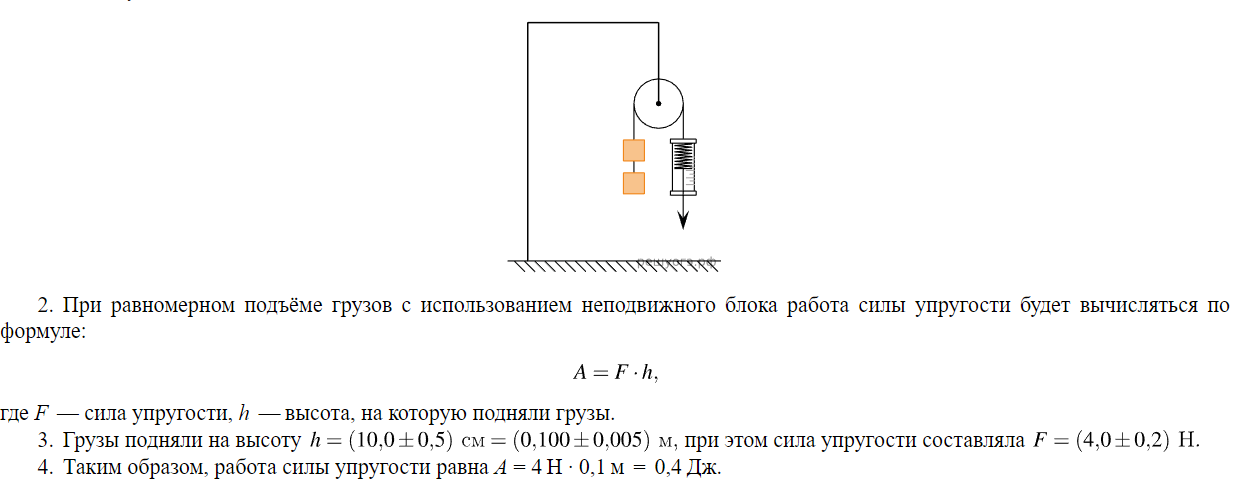 решуогэ.рф
2. При равномерном подъёме грузов с использованием неподвижного блока работа силы упругости будет вычисляться по
формуле:
A = F · h,
где F — сила упругости, h — высота, на которую подняли грузы.
3. Грузы подняли на высоту h = (10,0 ± 0,5) см = (0,100 ± 0,005) м, при этом сила упругости составляла F = (4,0 ± 0,2) Н.
4. Таким образом, работа силы упругости равна A = 4 Н · 0,1 м = 0,4 Дж.